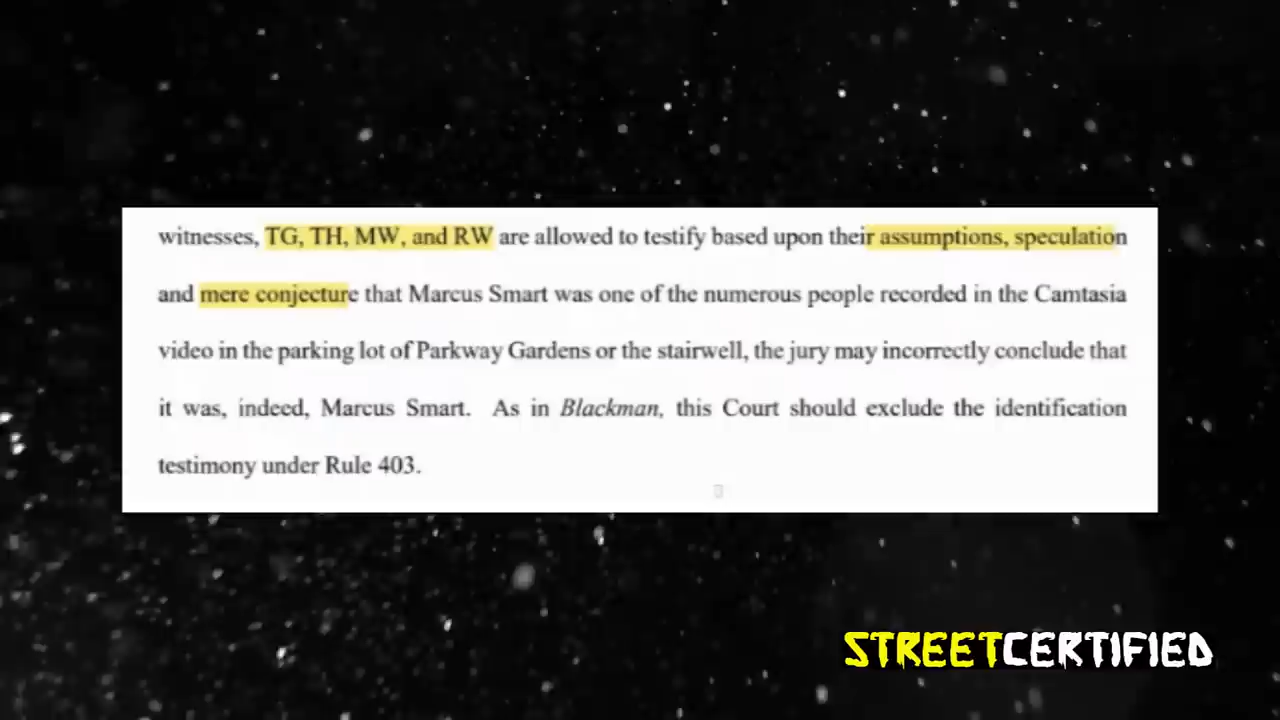 witnesses, TG, TH, MW, and RW are allowed to testify based upon their assumptions, speculation
and mere conjecture that Marcus Smart was one of the numerous people recorded in the Camtasia
video in the parking lot of Parkway Gardens or the stairwell, the jury may incorrectly conclude that
it was, indeed, Marcus Smart. As in Blackman, this Court should exclude the identification
testimony under Rule 403.
STREETCERTIFIED